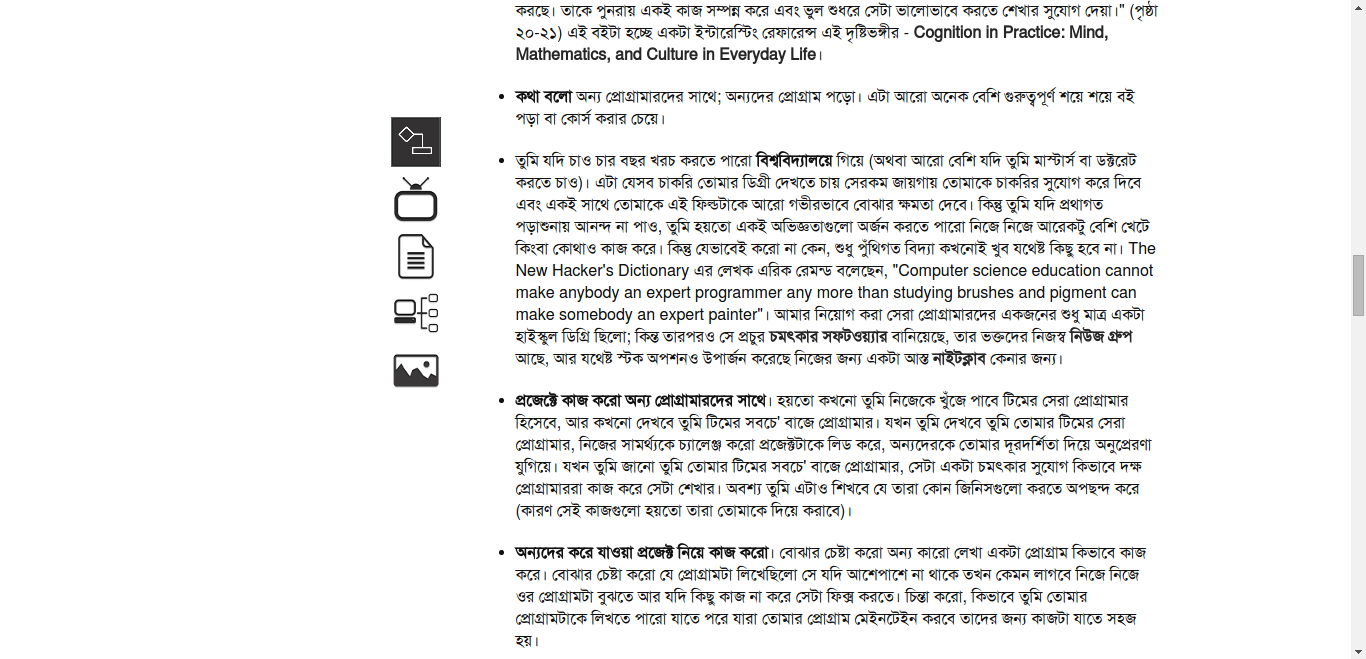 করছে। তাকে পুনরায় একই কাজ সম্পন্ন করে এবং ভুল শুধরে সেটা ভালোভাবে করতে শেখার সুযোগ দেয়া।" (পৃষ্ঠা
২০-২১) এই বইটা হচ্ছে একটা ইন্টারেস্টিং রেফারেন্স এই দৃষ্টিভঙ্গীর - Cognition in Practice: Mind,
Mathematics, and Culture in Everyday Life।
কথা বলো অন্য প্রোগ্রামারদের সাথে; অন্যদের প্রোগ্রাম পড়ো। এটা আরো অনেক বেশি গুরুত্বপূর্ণ শয়ে শয়ে বই
পড়া বা কোর্স করার চেয়ে।
তুমি যদি চাও চার বছর খরচ করতে পারো বিশ্ববিদ্যালয়ে গিয়ে (অথবা আরো বেশি যদি তুমি মাস্টার্স বা ডক্টরেট
করতে চাও)। এটা যেসব চাকরি তোমার ডিগ্রী দেখতে চায় সেরকম জায়গায় তোমাকে চাকরির সুযোগ করে দিবে
এবং একই সাথে তোমাকে এই ফিল্ডটাকে আরো গভীরভাবে বোঝার ক্ষমতা দেবে। কিন্তু তুমি যদি প্রথাগত
পড়াশুনায় আনন্দ না পাও, তুমি হয়তো একই অভিজ্ঞতাগুলো অর্জন করতে পারো নিজে নিজে আরেকটু বেশি খেটে
কিংবা কোথাও কাজ করে। কিন্তু যেভাবেই করো না কেন, শুধু পুঁথিগত বিদ্যা কখনোই খুব যথেষ্ট কিছু হবে না। The
New Hacker's Dictionary এর লেখক এরিক রেমন্ড বলেছেন, "Computer science education cannot
make anybody an expert programmer any more than studying brushes and pigment can
make somebody an expert painter"। আমার নিয়োগ করা সেরা প্রোগ্রামারদের একজনের শুধু মাত্র একটা
হাইস্কুল ডিগ্রি ছিলো; কিন্ত তারপরও সে প্রচুর চমৎকার সফটওয়্যার বানিয়েছে, তার ভক্তদের নিজস্ব নিউজ গ্রুপ
আছে, আর যথেষ্ট স্টক অপশনও উপার্জন করেছে নিজের জন্য একটা আস্ত নাইটক্লাব কেনার জন্য।
প্রজেক্টে কাজ করো অন্য প্রোগ্রামারদের সাথে। হয়তো কখনো তুমি নিজেকে খুঁজে পাবে টিমের সেরা প্রোগ্রামার
হিসেবে, আর কখনো দেখবে তুমি টিমের সবচে' বাজে প্রোগ্রামার। যখন তুমি দেখবে তুমি তোমার টিমের সেরা
প্রোগ্রামার, নিজের সামর্থ্যকে চ্যালেঞ্জ করো প্রজেক্টটাকে লিড করে, অন্যদেরকে তোমার দূরদর্শিতা দিয়ে অনুপ্রেরণা
যুগিয়ে। যখন তুমি জানো তুমি তোমার টিমের সবচে' বাজে প্রোগ্রামার, সেটা একটা চমৎকার সুযোগ কিভাবে দক্ষ
প্রোগ্রামাররা কাজ করে সেটা শেখার। অবশ্য তুমি এটাও শিখবে যে তারা কোন জিনিসগুলো করতে অপছন্দ করে
(কারণ সেই কাজগুলো হয়তো তারা তোমাকে দিয়ে করাবে)।
অন্যদের করে যাওয়া প্রজেক্ট নিয়ে কাজ করো। বোঝার চেষ্টা করো অন্য কারো লেখা একটা প্রোগ্রাম কিভাবে কাজ
করে। বোঝার চেষ্টা করো যে প্রোগ্রামটা লিখেছিলো সে যদি আশেপাশে না থাকে তখন কেমন লাগবে নিজে নিজে
ওর প্রোগ্রামটা বুঝতে আর যদি কিছু কাজ না করে সেটা ফিক্স করতে। চিন্তা করো, কিভাবে তুমি তোমার
প্রোগ্রামটাকে লিখতে পারো যাতে পরে যারা তোমার প্রোগ্রাম মেইনটেইন করবে তাদের জন্য কাজটা যাতে সহজ
হয়।